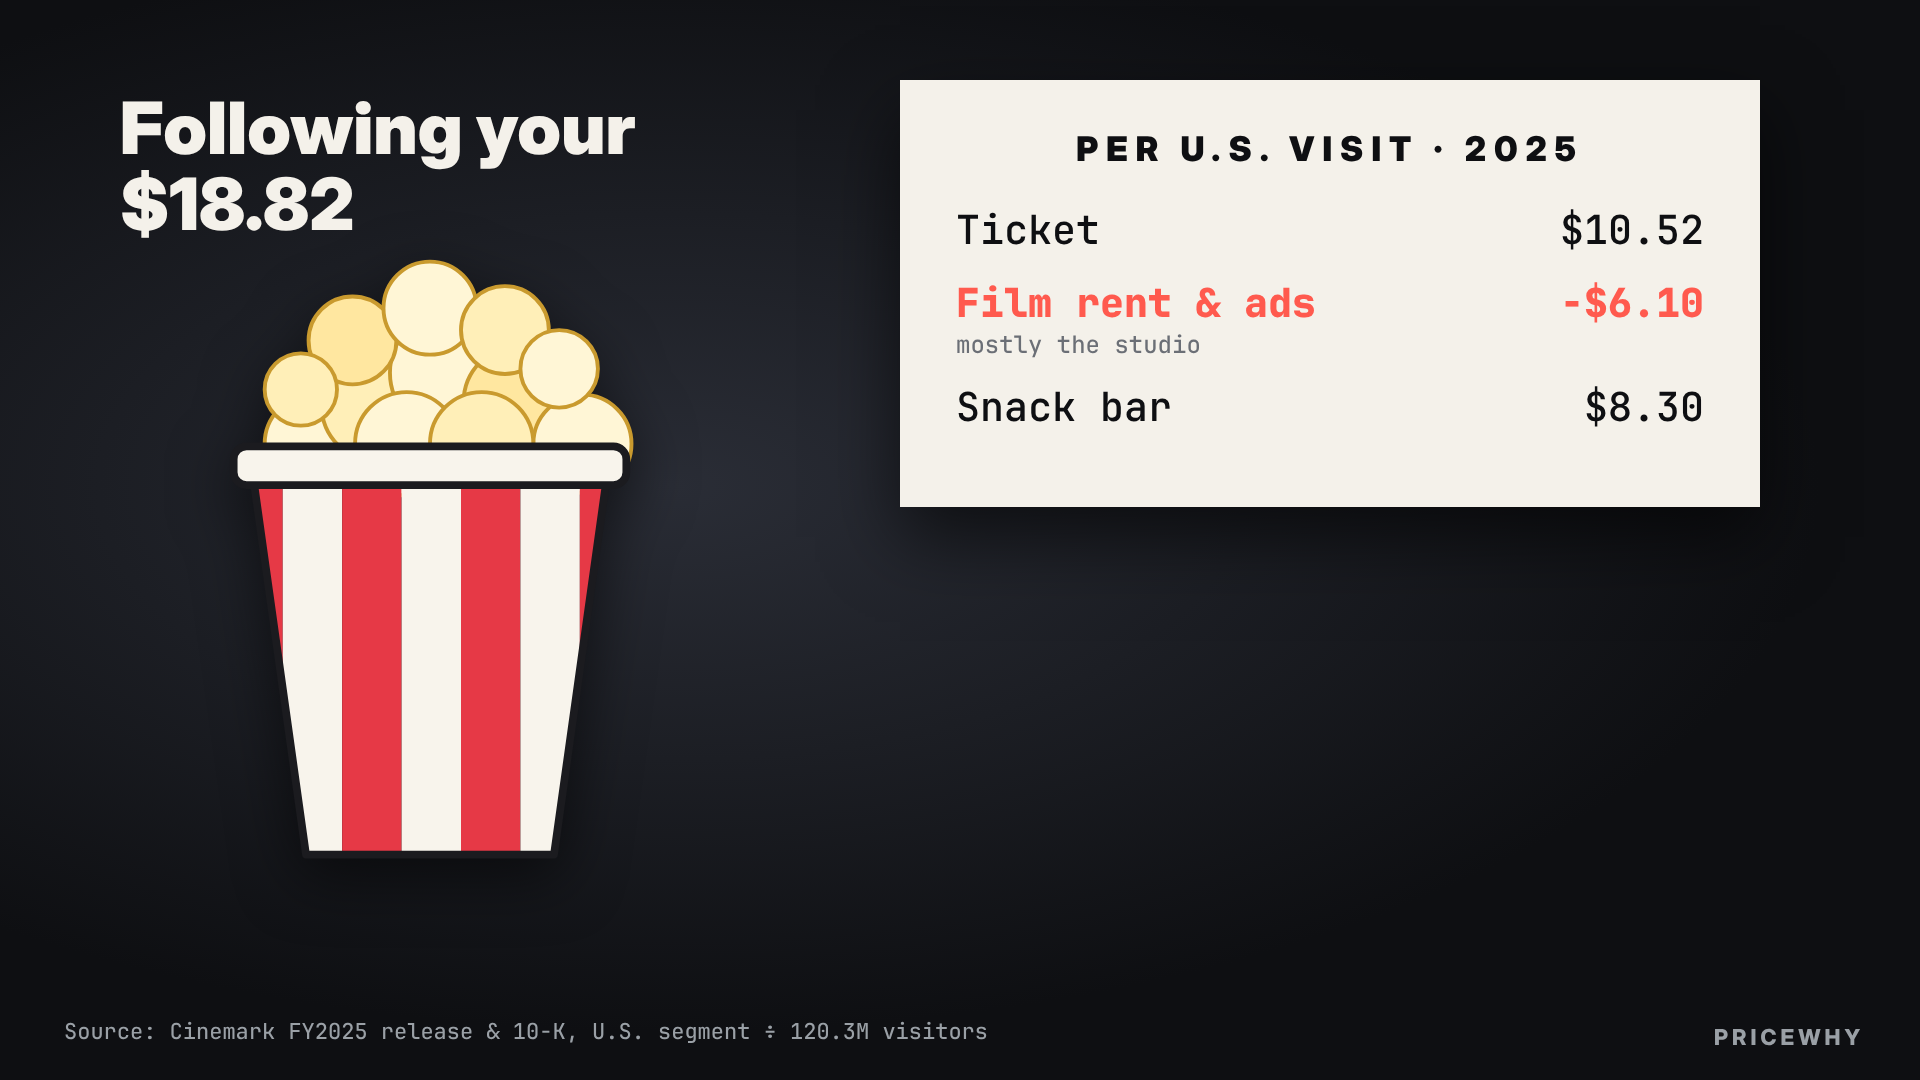 Following your
$18.82
PER U.S. VISIT · 2025
Ticket $10.52
Film rent & ads -$6.10
mostly the studio
Snack bar $8.30
Source: Cinemark FY2025 release & 10-K, U.S. segment ÷ 120.3M visitors
PRICEWHY